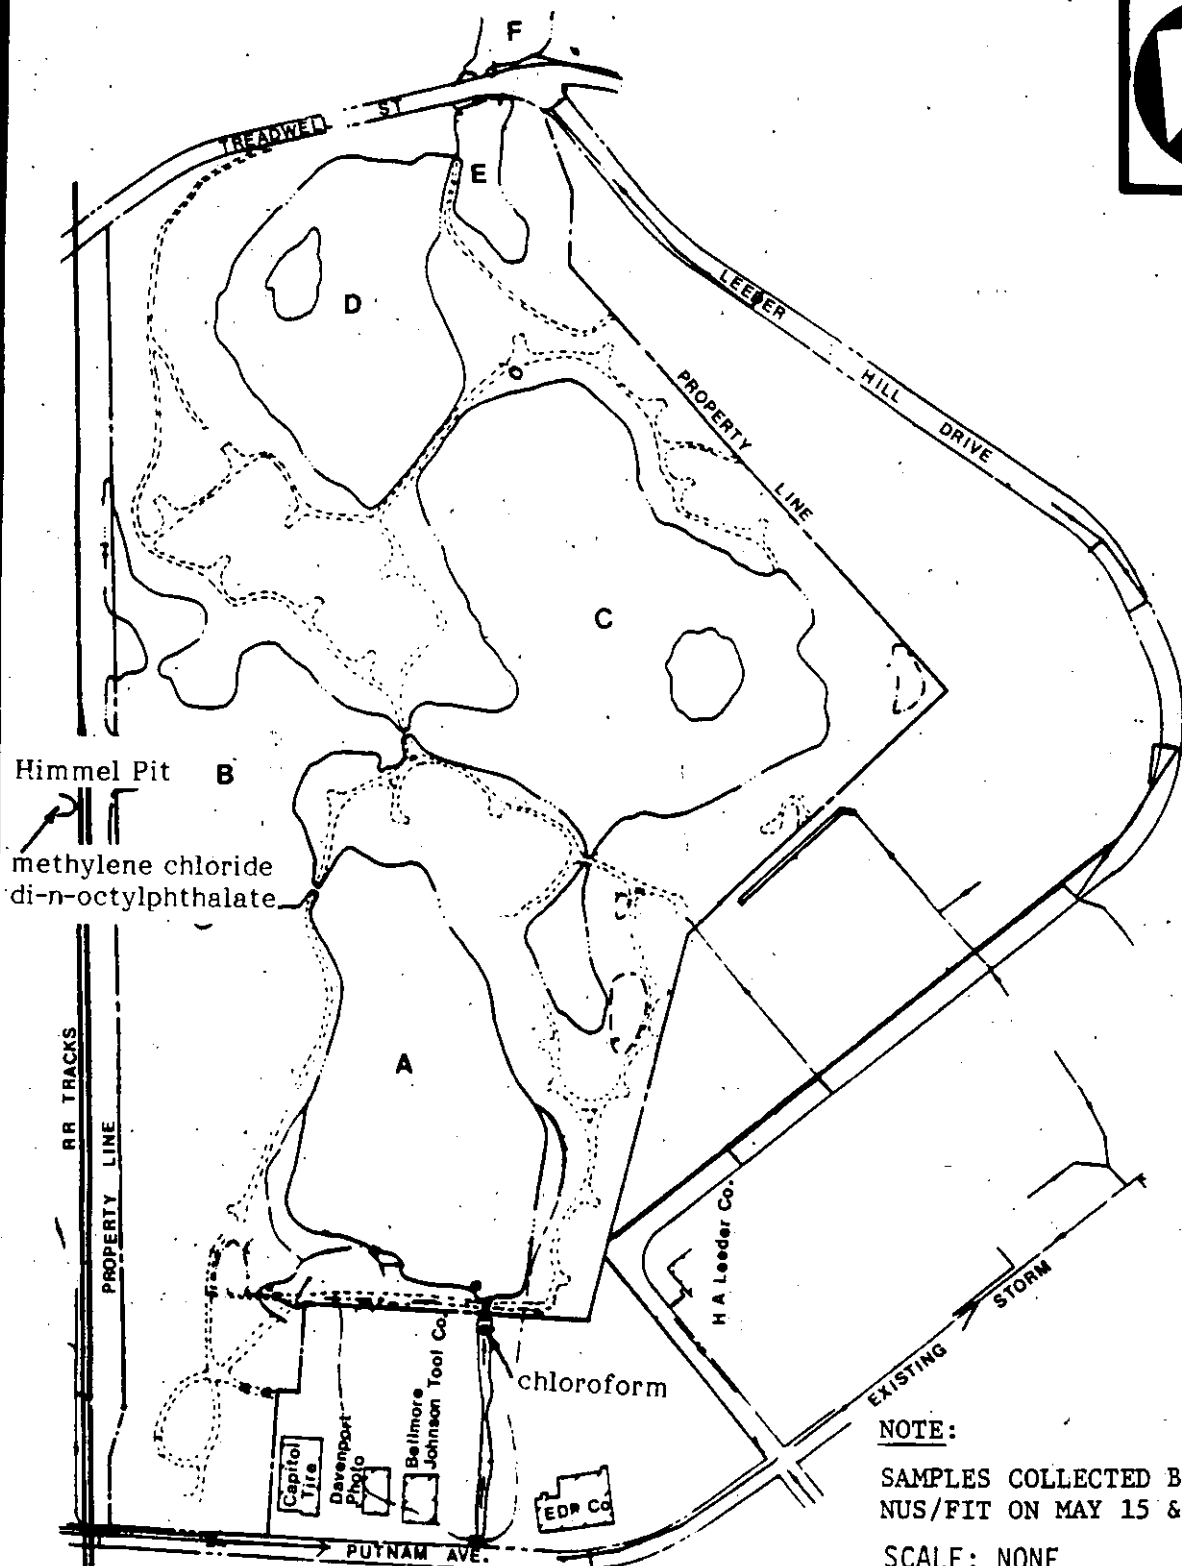 F
TREADWELL ST
E
D
LEEDER HILL DRIVE
PROPERTY LINE
C
Himmel Pit
B
methylene chloride
di-n-octylphthalate
A
RR TRACKS
PROPERTY LINE
H A Leeder Co.
EXISTING STORM
chloroform
Capitol
Tire
Davenport
Photo
Bellmore
Johnson Tool Co.
EDR Co
PUTNAM AVE.
NOTE:
SAMPLES COLLECTED B
NUS/FIT ON MAY 15 &
SCALE: NONE